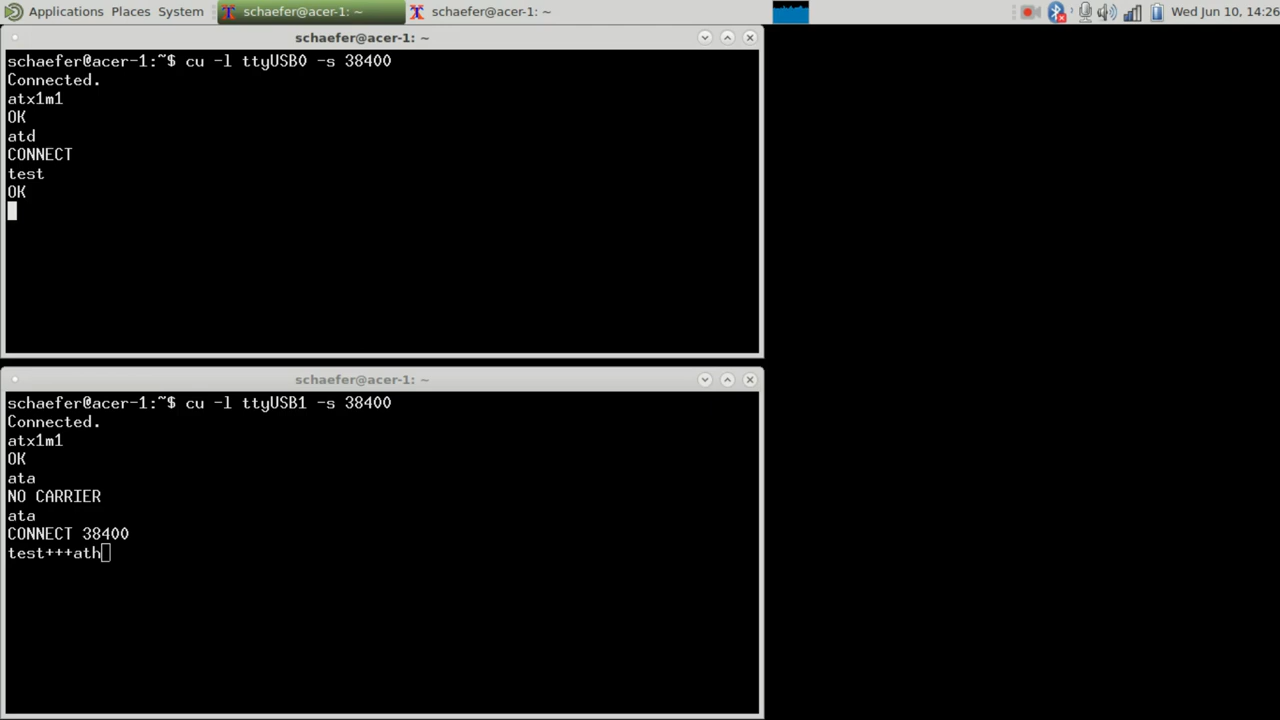 Applications Places System schaefer@acer-1: ~ schaefer@acer-1: ~ Wed Jun 10, 14:26
schaefer@acer-1: ~
schaefer@acer-1:~$ cu -l ttyUSB0 -s 38400
Connected.
atx1m1
OK
atd
CONNECT
test
OK
schaefer@acer-1: ~
schaefer@acer-1:~$ cu -l ttyUSB1 -s 38400
Connected.
atx1m1
OK
ata
NO CARRIER
ata
CONNECT 38400
test+++ath